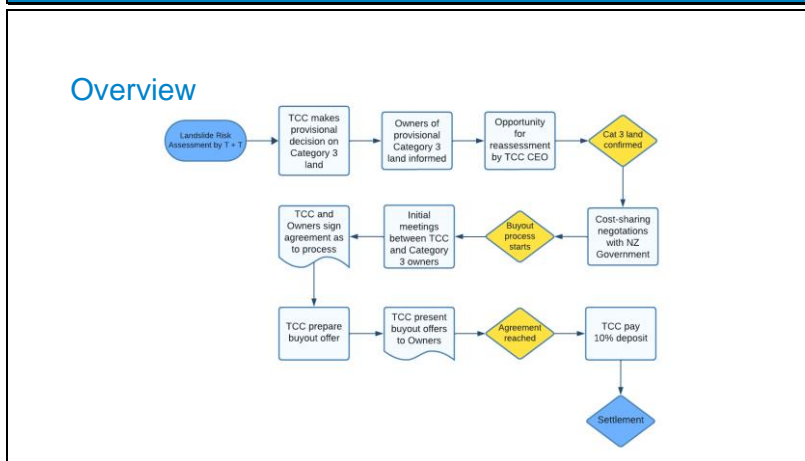 Overview
Landslide Risk
Assessment by T + T
TCC makes
provisional
decision on
Category 3
land
Owners of
provisional
Category 3
land informed
Opportunity
for
reassessment
by TCC CEO
Cat 3 land
confirmed
TCC and
Owners sign
agreement as
to process
Initial
meetings
between TCC
and Category
3 owners
Buyout
process
starts
Cost-sharing
negotations
with NZ
Government
TCC prepare
buyout offer
TCC present
buyout offers
to Owners
Agreement
reached
TCC pay
10% deposit
Settlement